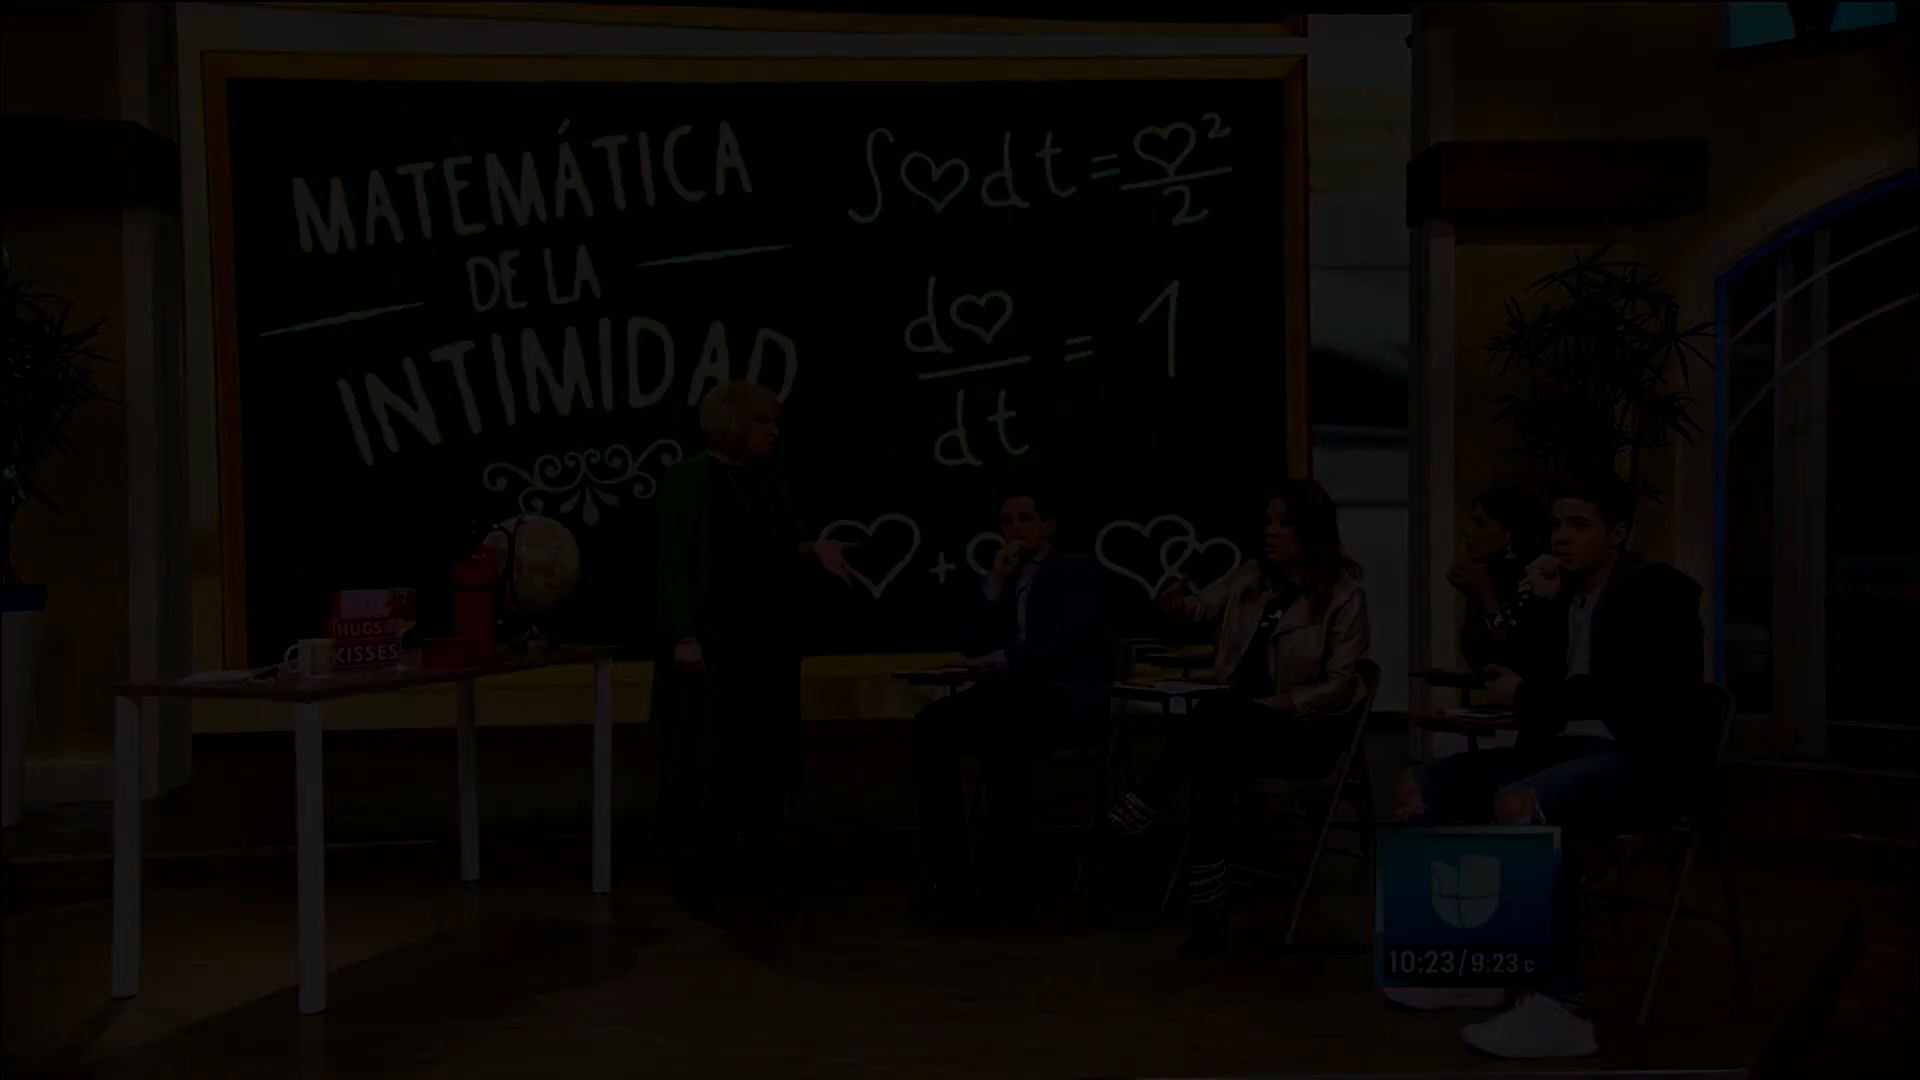 MATEMÁTICA
DE LA
INTIMIDAD
∫♡dt=♡²/2
d♡/dt = 1
♡+♡ ♡♡
HUGS
KISSES
10:23/9:23 c